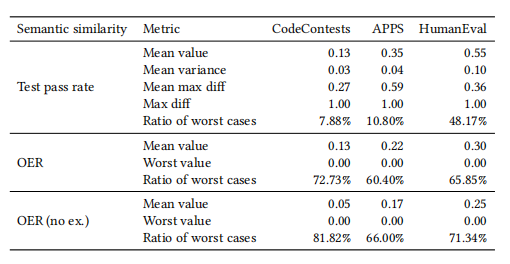 Semantic similarity Metric CodeContests APPS HumanEval
Mean value 0.13 0.35 0.55
Mean variance 0.03 0.04 0.10
Test pass rate Mean max diff 0.27 0.59 0.36
Max diff 1.00 1.00 1.00
Ratio of worst cases 7.88% 10.80% 48.17%
Mean value 0.13 0.22 0.30
OER Worst value 0.00 0.00 0.00
Ratio of worst cases 72.73% 60.40% 65.85%
Mean value 0.05 0.17 0.25
OER (no ex.) Worst value 0.00 0.00 0.00
Ratio of worst cases 81.82% 66.00% 71.34%